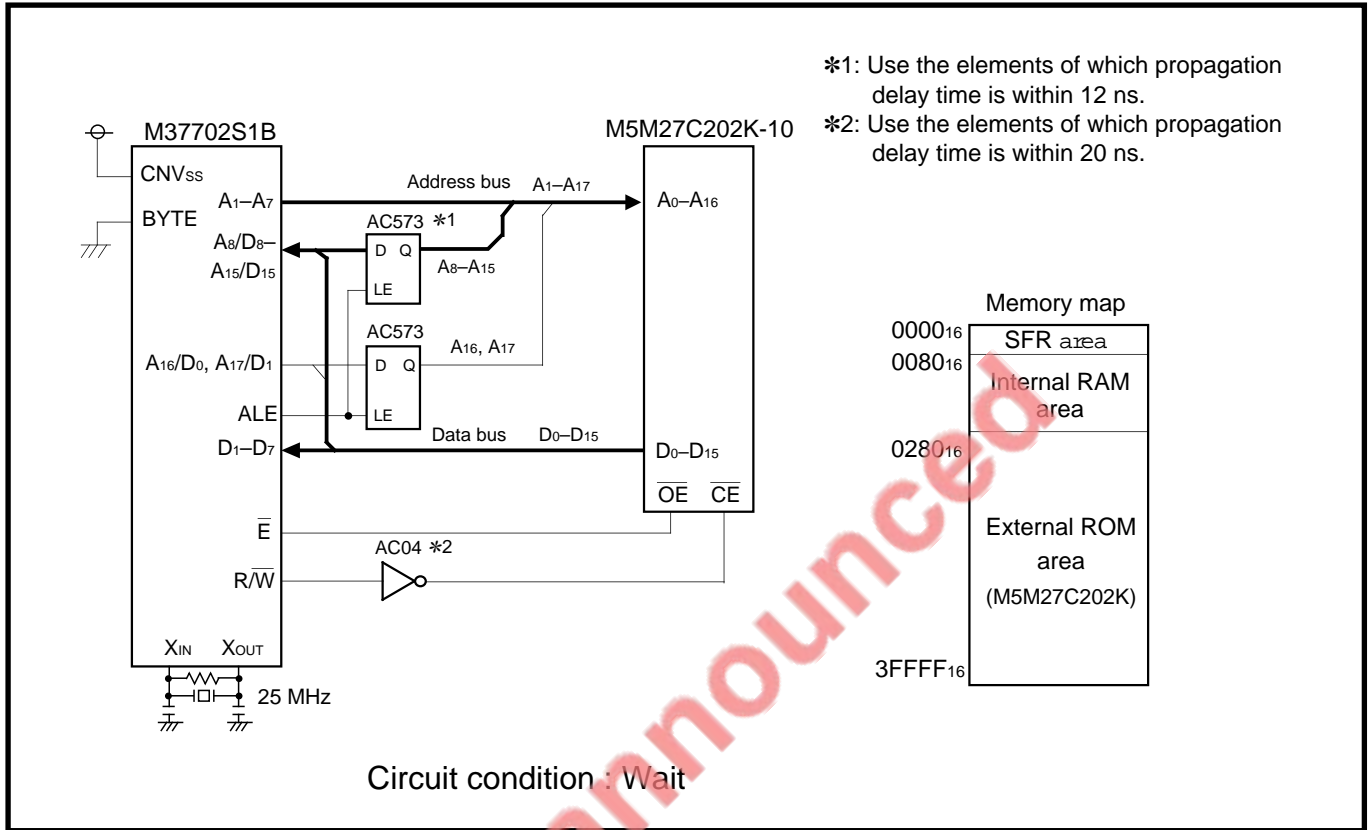 ✽1: Use the elements of which propagation
delay time is within 12 ns.
✽2: Use the elements of which propagation
delay time is within 20 ns.
M37702S1B
M5M27C202K-10
CNVss
BYTE
A1–A7
A8/D8–
A15/D15
A16/D0, A17/D1
ALE
D1–D7
E
R/W
XIN XOUT
25 MHz
Address bus
A1–A17
AC573 ✽1
D Q
LE
A8–A15
AC573
D Q
LE
A16, A17
Data bus
D0–D15
AC04 ✽2
A0–A16
D0–D15
OE CE
Memory map
000016
SFR area
008016
Internal RAM
area
028016
External ROM
area
(M5M27C202K)
3FFFF16
Circuit condition : Wait
announced